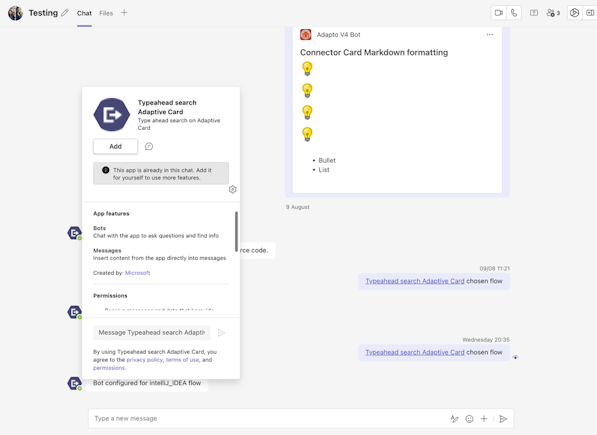 Testing
Chat
Files
3
Adapto V4 Bot
Connector Card Markdown formatting
Bullet
List
9 August
Typeahead search
Adaptive Card
Type ahead search on Adaptive
Card
Add
This app is already in this chat. Add it
for yourself to use more features.
App features
Bots
Chat with the app to ask questions and find info
Messages
Insert content from the app directly into messages
Created by: Microsoft
Permissions
rce code.
09/08 11:21
Typeahead search Adaptive Card chosen flow
Message Typeahead search Adapti
Wednesday 20:35
Typeahead search Adaptive Card chosen flow
By using Typeahead search Adaptive Card, you
agree to the privacy policy, terms of use, and
permissions.
Bot configured for intelliJ_IDEA flow
Type a new message